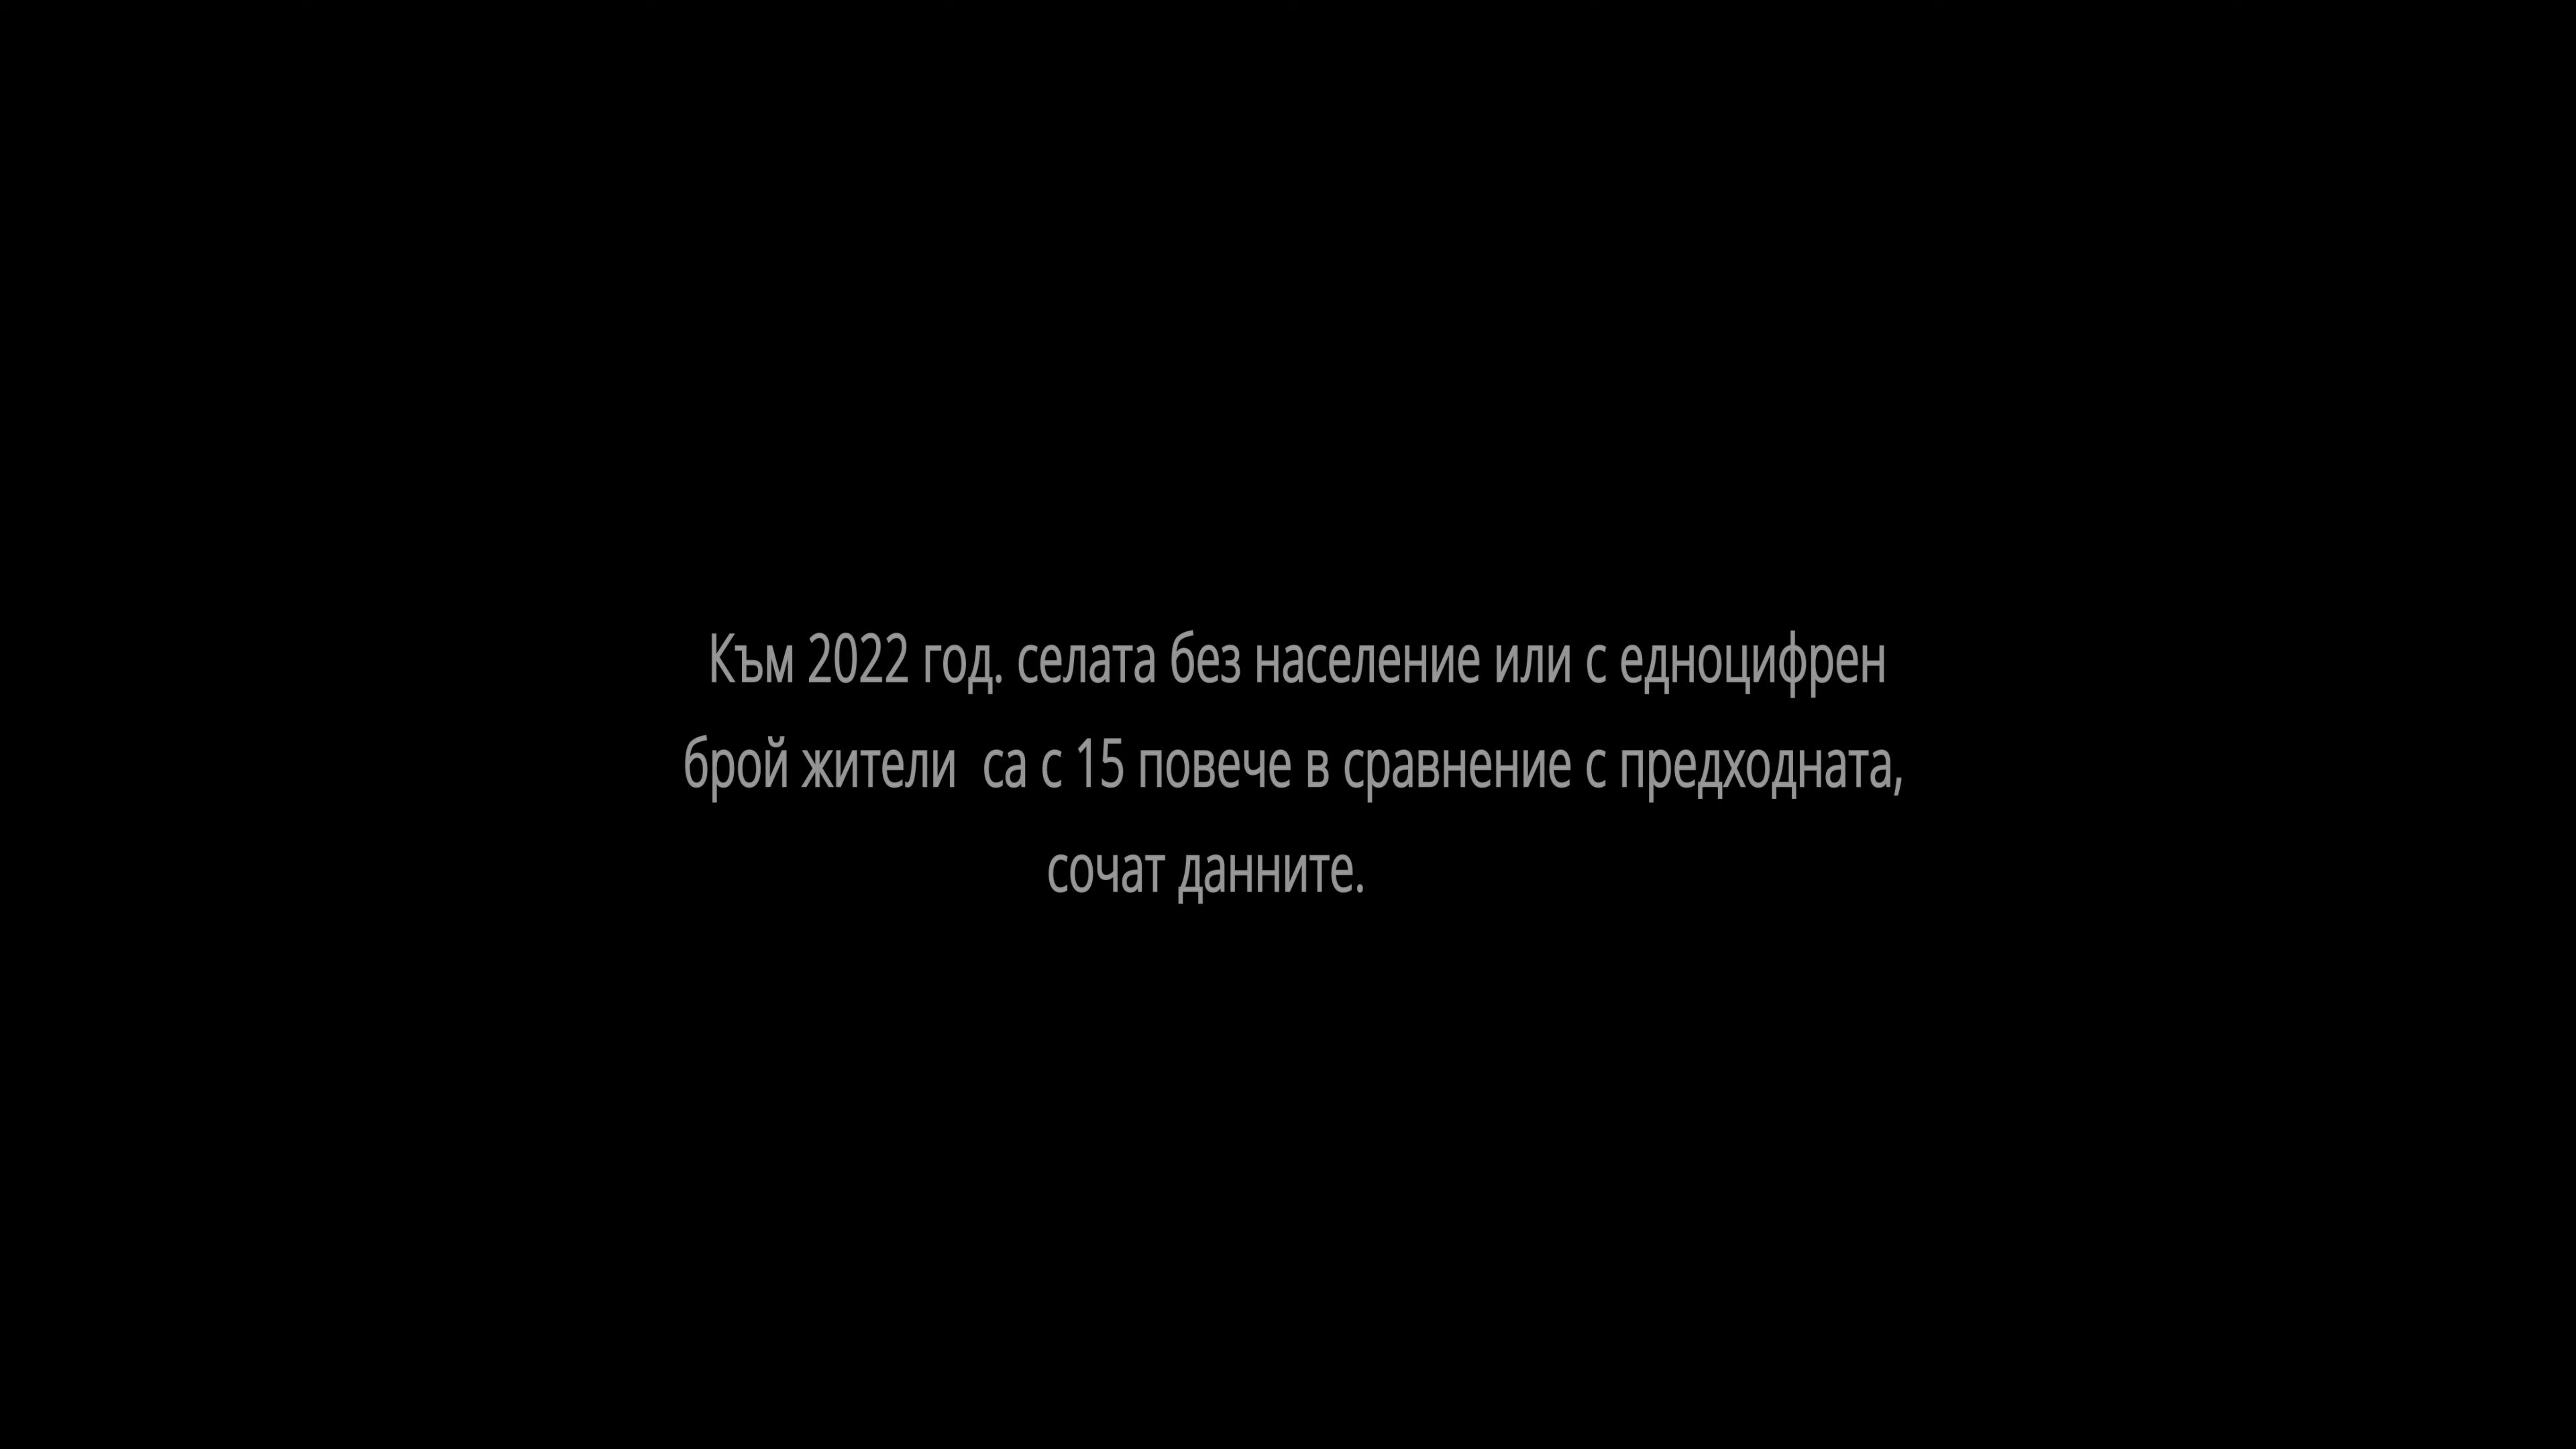 Към 2022 год. селата без население или с едноцифрен
брой жители  са с 15 повече в сравнение с предходната,
сочат данните.